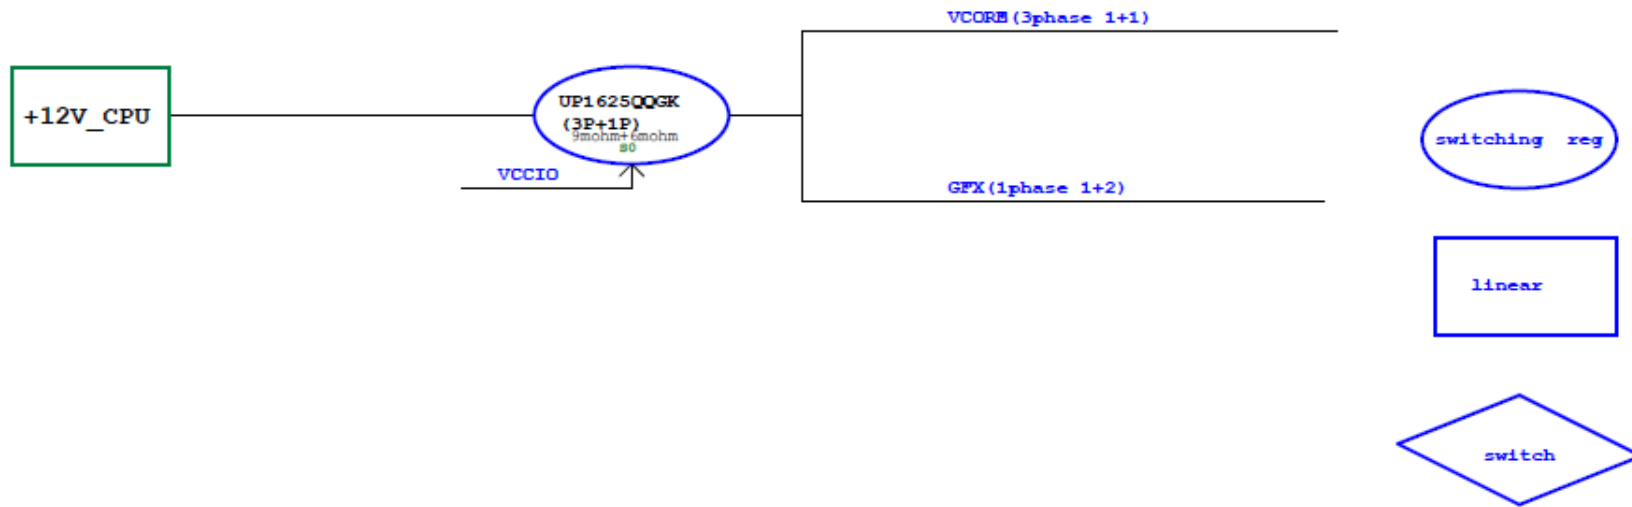 VCORE(3phase 1+1)
+12V_CPU
UP1625QQGK
(3P+1P)
9mohm+6mohm
S0
VCCIO
GFX(1phase 1+2)
switching reg
linear
switch